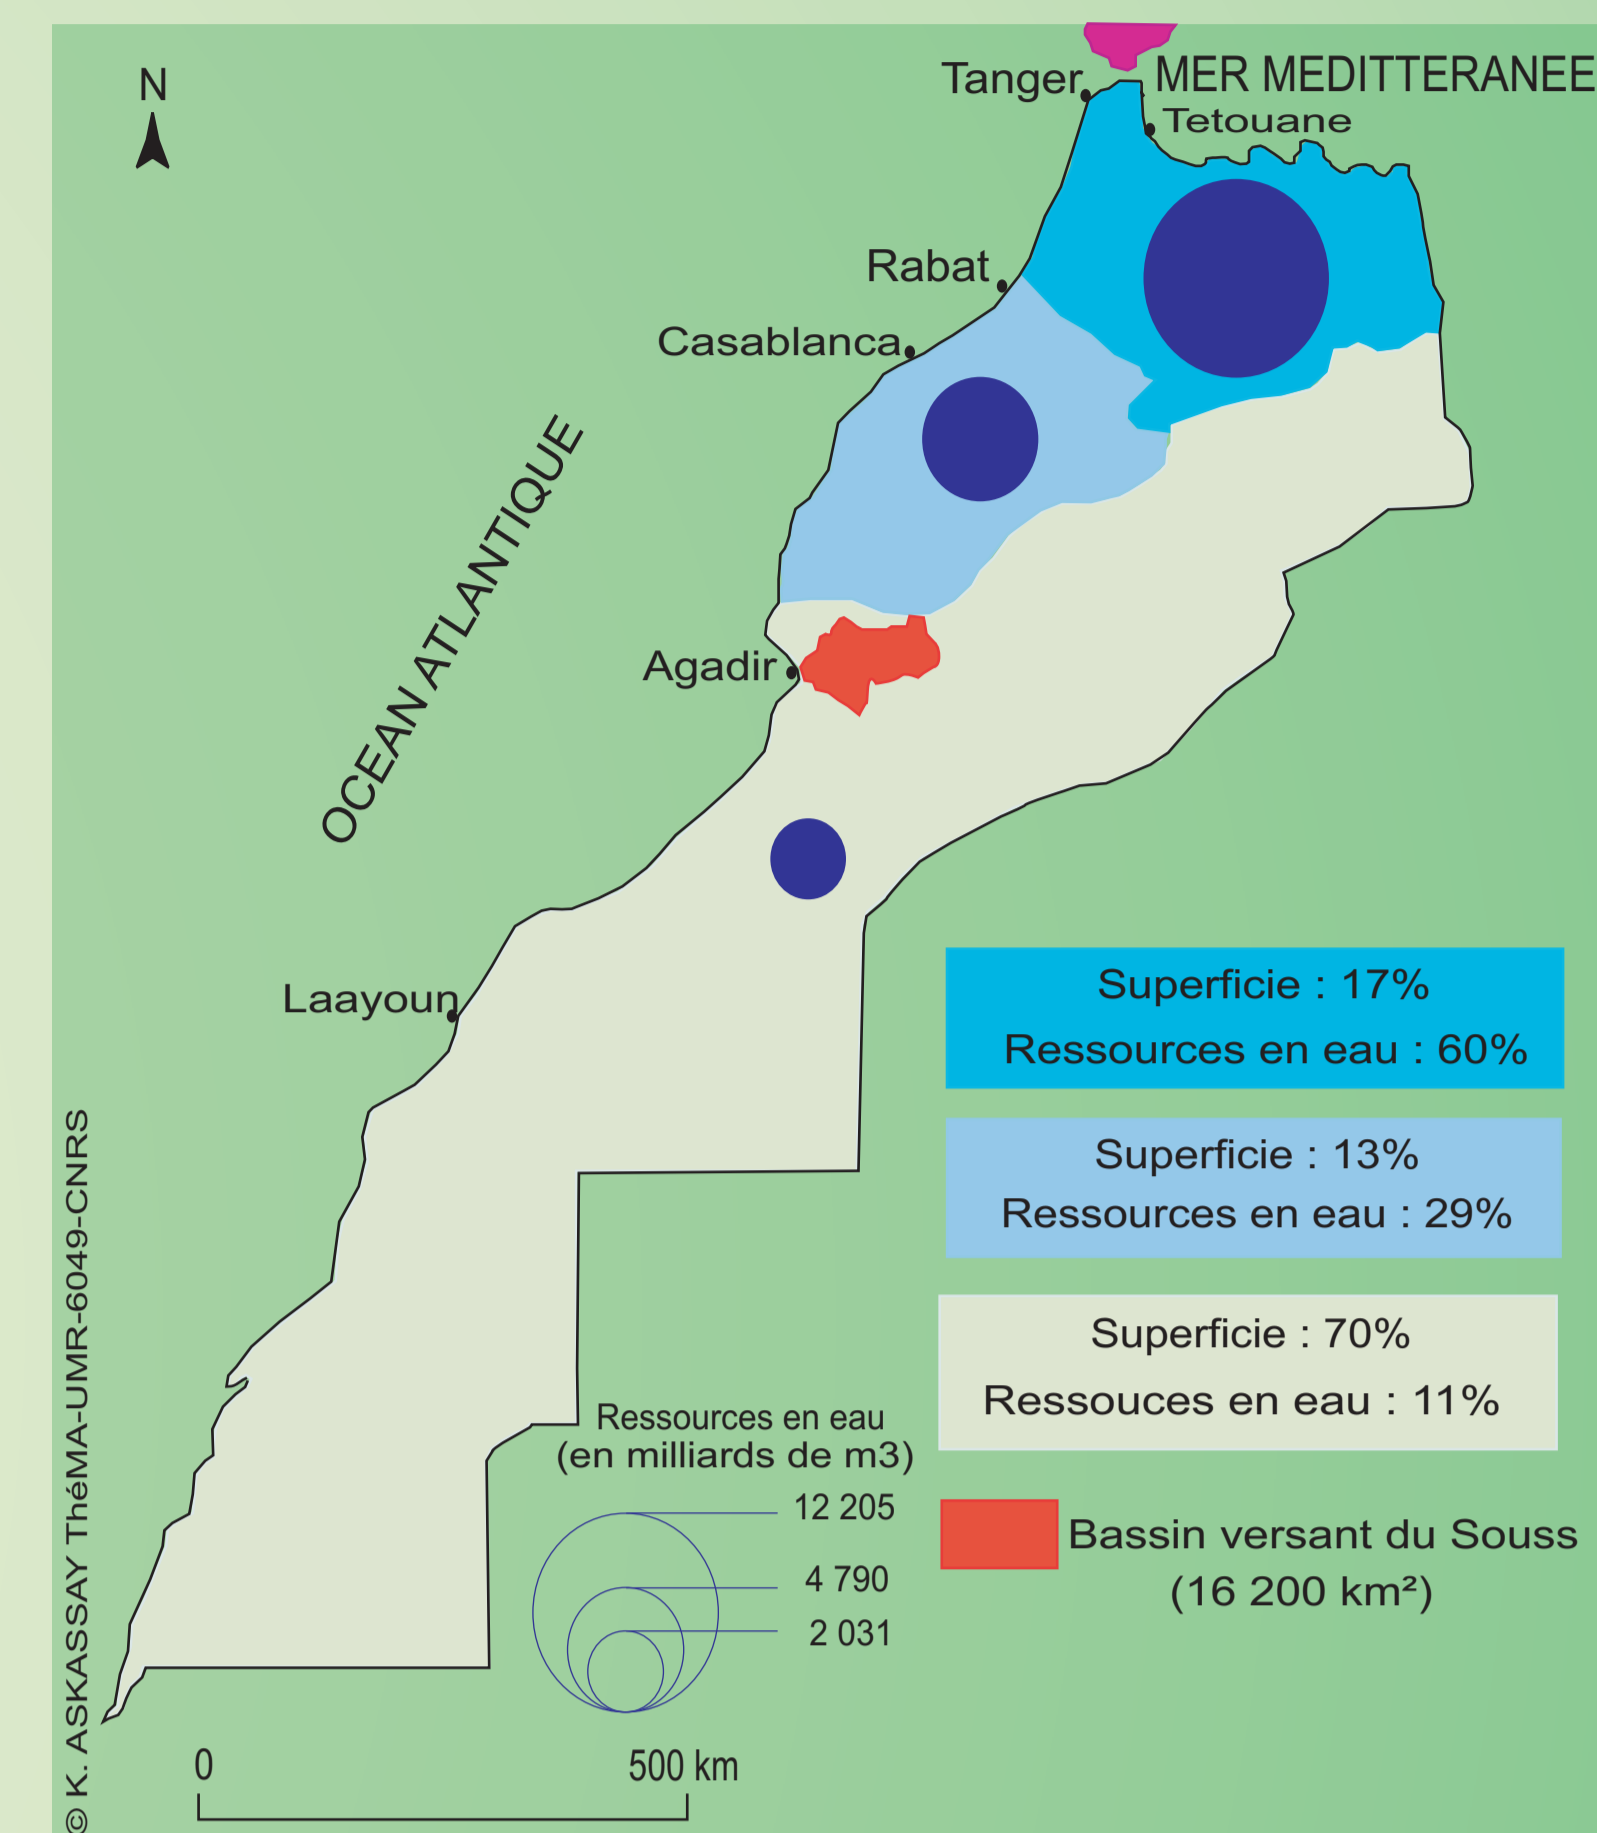 N
Tanger
MER MEDITTERANEE
Tetouane
Rabat
Casablanca
OCEAN ATLANTIQUE
Agadir
Laayoun
Superficie : 17%
Ressources en eau : 60%
Superficie : 13%
Ressources en eau : 29%
Superficie : 70%
Ressouces en eau : 11%
Ressources en eau
(en milliards de m3)
12 205
4 790
2 031
Bassin versant du Souss
(16 200 km²)
0
500 km
© K. ASKASSAY ThéMA-UMR-6049-CNRS